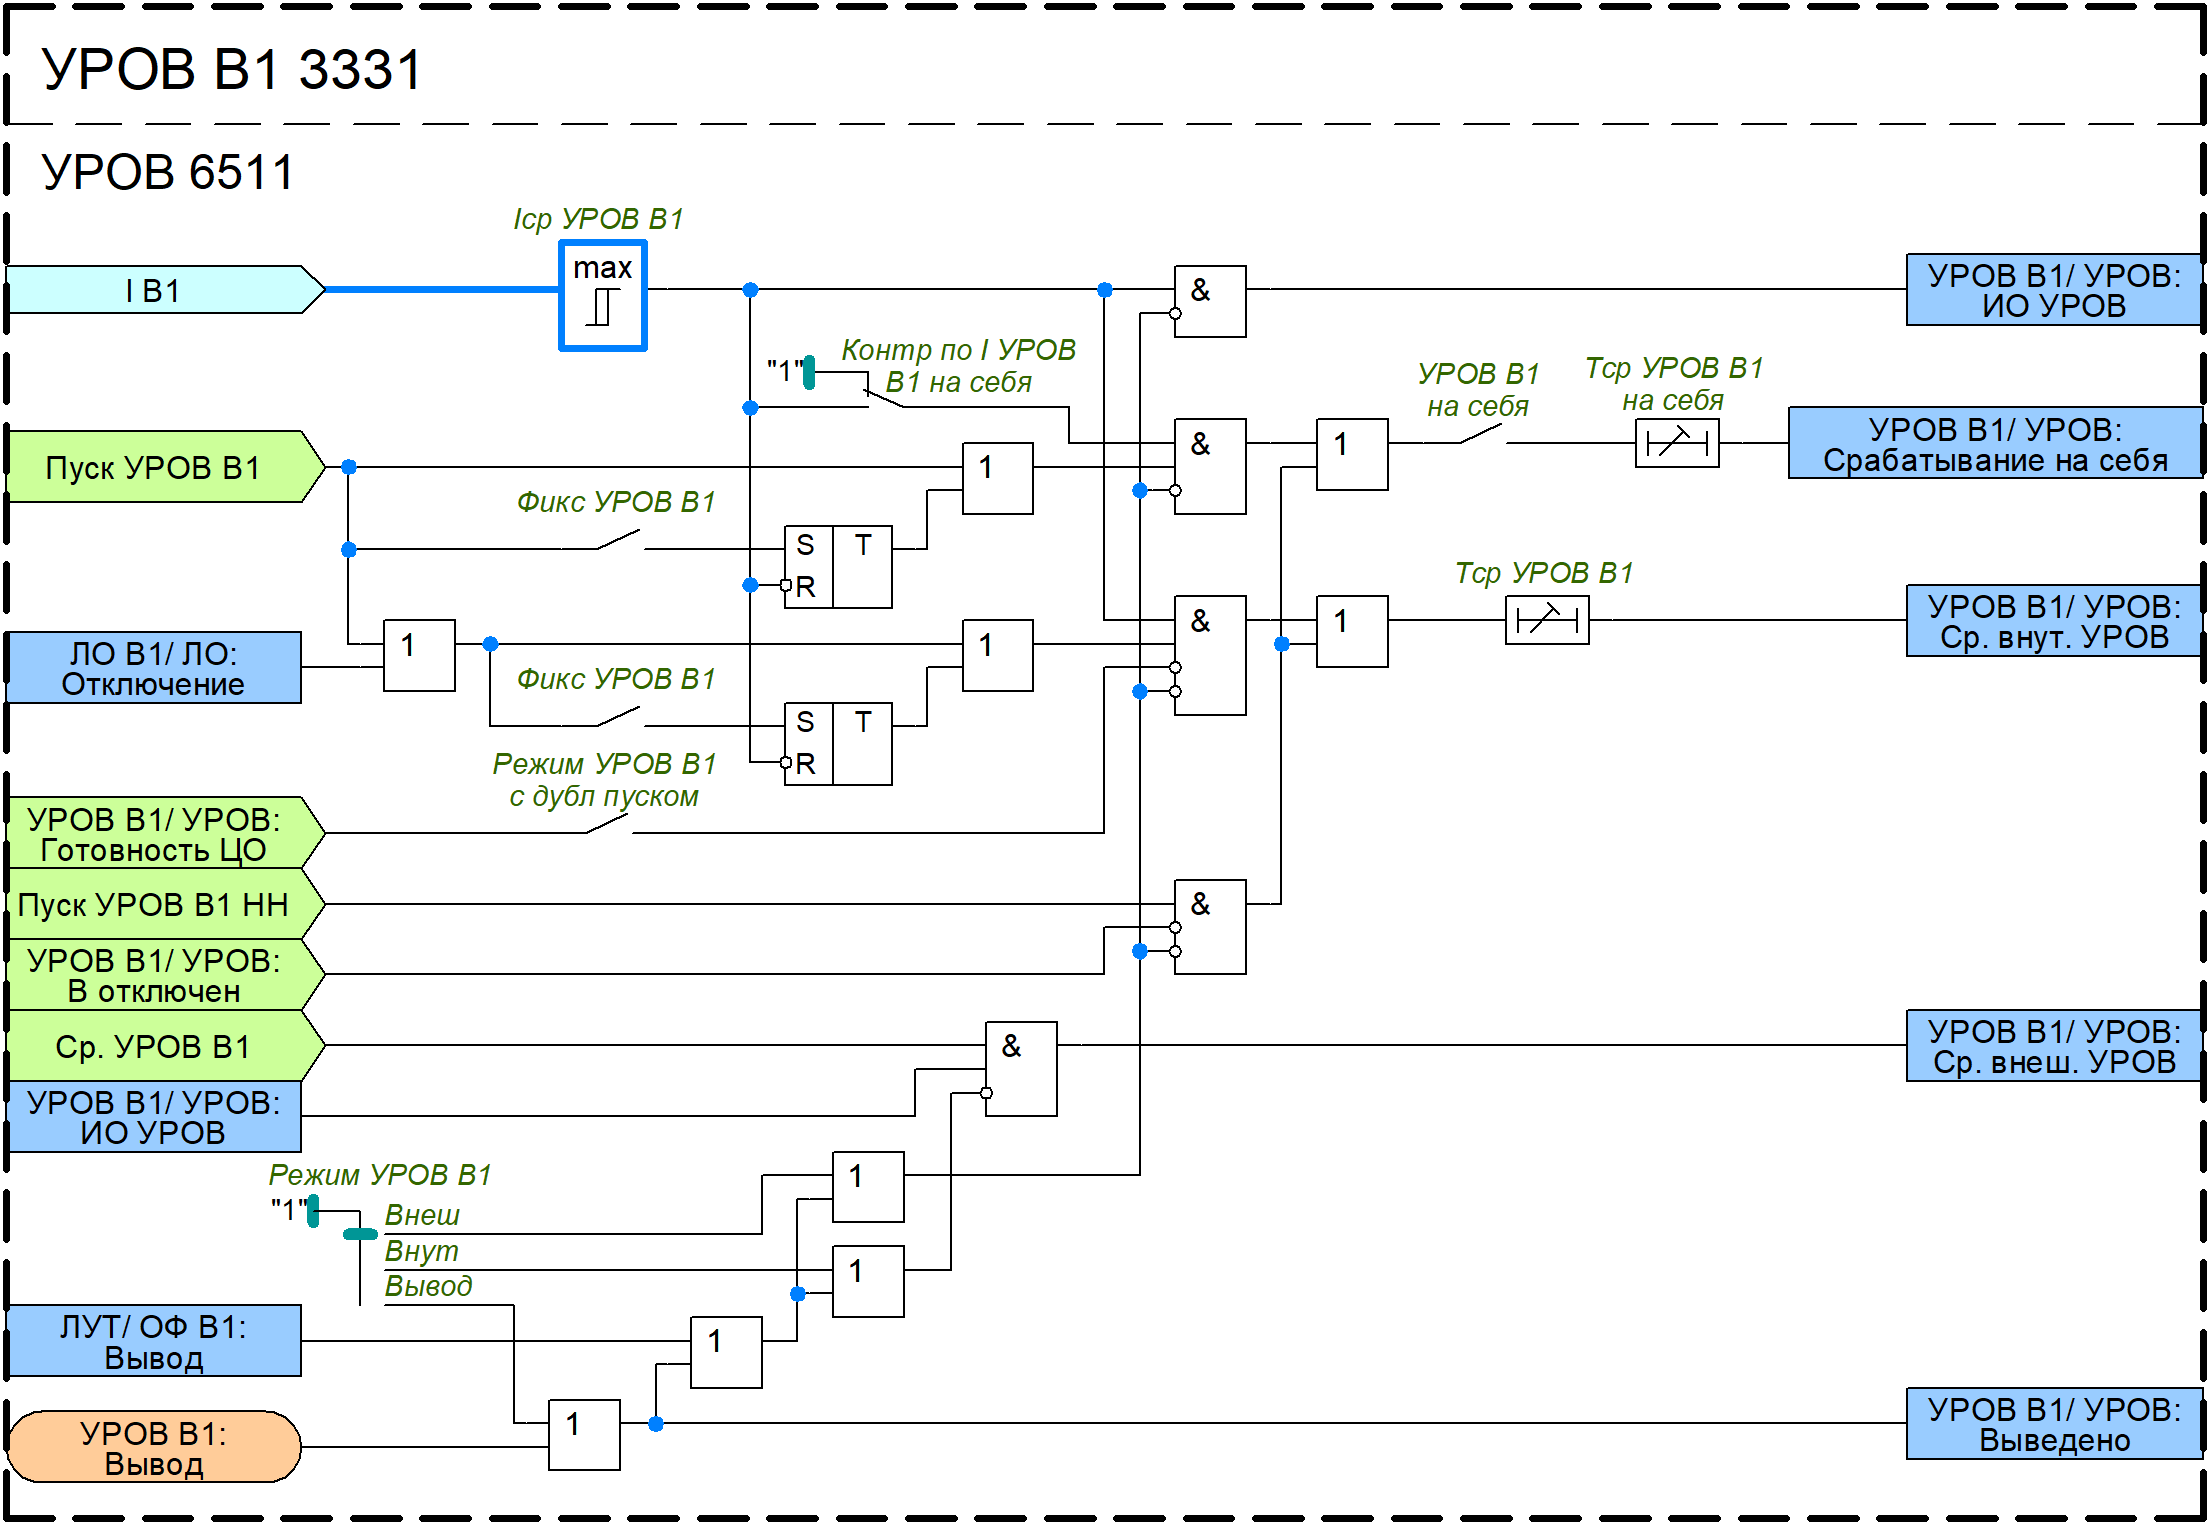 УРОВ В1 3331
УРОВ 6511
Iср УРОВ В1
max
I В1
&
УРОВ В1/ УРОВ:
ИО УРОВ
"1"
Контр по I УРОВ
В1 на себя
УРОВ В1
на себя
Тср УРОВ В1
на себя
Пуск УРОВ В1
1
&
1
УРОВ В1/ УРОВ:
Срабатывание на себя
Фикс УРОВ В1
S T
R
Тср УРОВ В1
ЛО В1/ ЛО:
Отключение
1
1
&
1
УРОВ В1/ УРОВ:
Ср. внут. УРОВ
Фикс УРОВ В1
S T
R
Режим УРОВ В1
с дубл пуском
УРОВ В1/ УРОВ:
Готовность ЦО
Пуск УРОВ В1 НН
&
УРОВ В1/ УРОВ:
В отключен
Ср. УРОВ В1
&
УРОВ В1/ УРОВ:
Ср. внеш. УРОВ
УРОВ В1/ УРОВ:
ИО УРОВ
Режим УРОВ В1
"1"
Внеш
Внут
Вывод
1
1
ЛУТ/ ОФ В1:
Вывод
1
УРОВ В1:
Вывод
1
УРОВ В1/ УРОВ:
Выведено